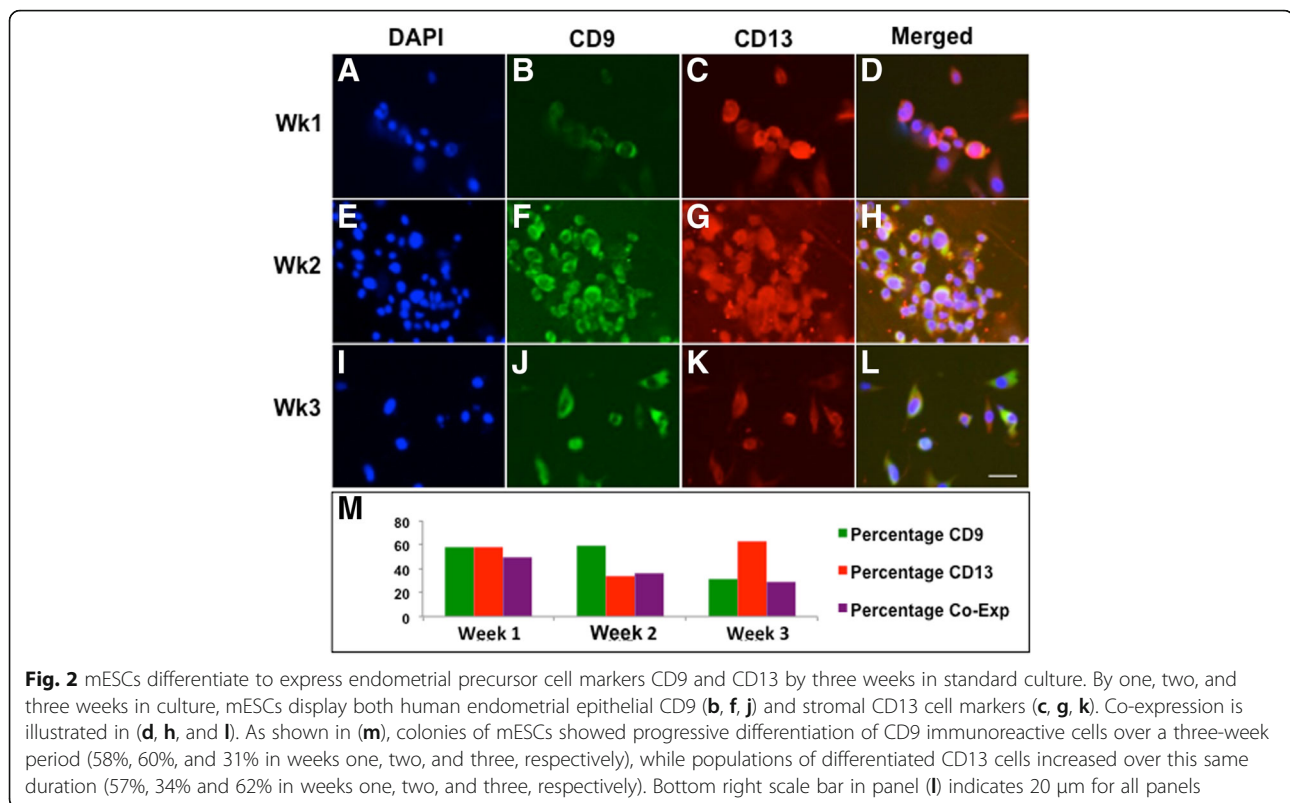 DAPI CD9 CD13 Merged
Wk1 A B C D
Wk2 E F G H
Wk3 I J K L
M
80
60
40
20
0
Week 1 Week 2 Week 3
Percentage CD9
Percentage CD13
Percentage Co-Exp
Fig. 2 mESCs differentiate to express endometrial precursor cell markers CD9 and CD13 by three weeks in standard culture. By one, two, and
three weeks in culture, mESCs display both human endometrial epithelial CD9 (b, f, j) and stromal CD13 cell markers (c, g, k). Co-expression is
illustrated in (d, h, and l). As shown in (m), colonies of mESCs showed progressive differentiation of CD9 immunoreactive cells over a three-week
period (58%, 60%, and 31% in weeks one, two, and three, respectively), while populations of differentiated CD13 cells increased over this same
duration (57%, 34% and 62% in weeks one, two, and three, respectively). Bottom right scale bar in panel (l) indicates 20 μm for all panels